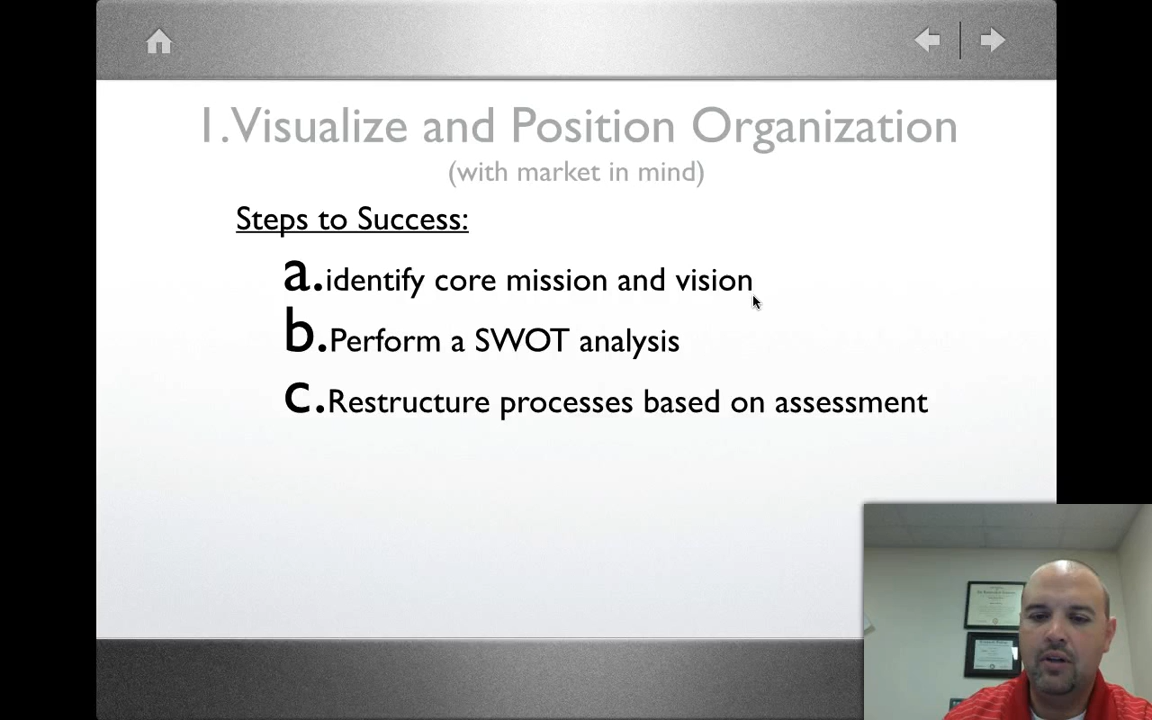 1.Visualize and Position Organization
(with market in mind)
Steps to Success:
a.identify core mission and vision
b.Perform a SWOT analysis
c.Restructure processes based on assessment